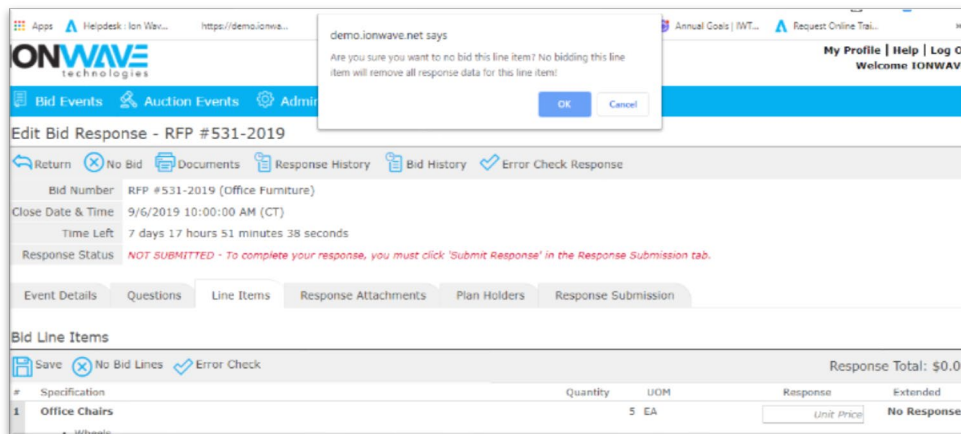 Apps Helpdesk : Ion Wav... https://demo.ionwa... Annual Goals | IWT... Request Online Trai...
demo.ionwave.net says
Are you sure you want to no bid this line item? No bidding this line
item will remove all response data for this line item!
OK Cancel
My Profile | Help | Log O
Welcome IONWAV
IONWAVE
technologies
Bid Events Auction Events Admin
Edit Bid Response - RFP #531-2019
Return No Bid Documents Response History Bid History Error Check Response
Bid Number RFP #531-2019 (Office Furniture)
Close Date & Time 9/6/2019 10:00:00 AM (CT)
Time Left 7 days 17 hours 51 minutes 38 seconds
Response Status NOT SUBMITTED - To complete your response, you must click 'Submit Response' in the Response Submission tab.
Event Details Questions Line Items Response Attachments Plan Holders Response Submission
Bid Line Items
Save No Bid Lines Error Check Response Total: $0.0
# Specification Quantity UOM Response Extended
1 Office Chairs 5 EA Unit Price No Response
• Wheels